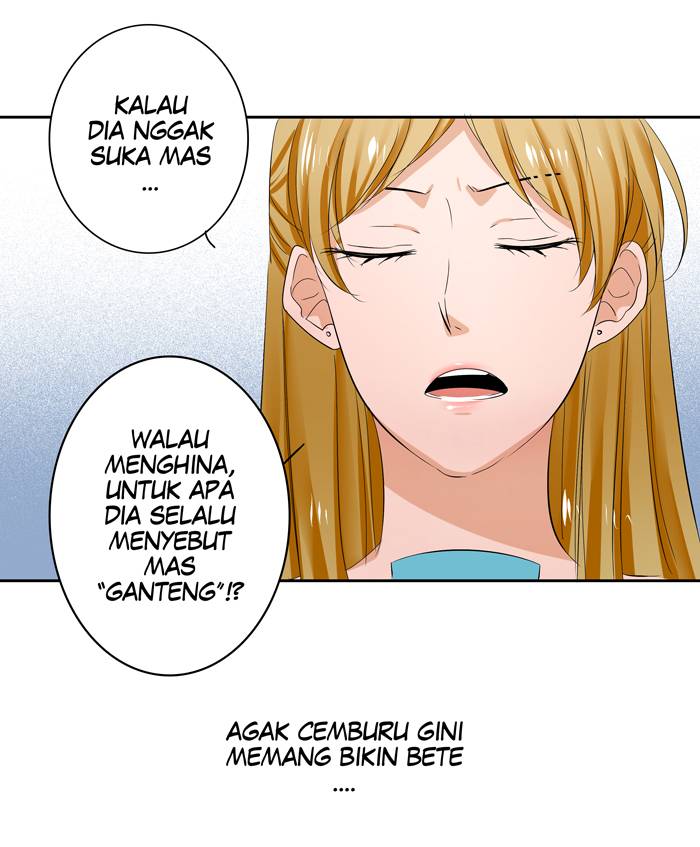 KALAU
DIA NGGAK
SUKA MAS
...
WALAU
MENGHINA,
UNTUK APA
DIA SELALU
MENYEBUT
MAS
"GANTENG"!?
AGAK CEMBURU GINI
MEMANG BIKIN BETE
....